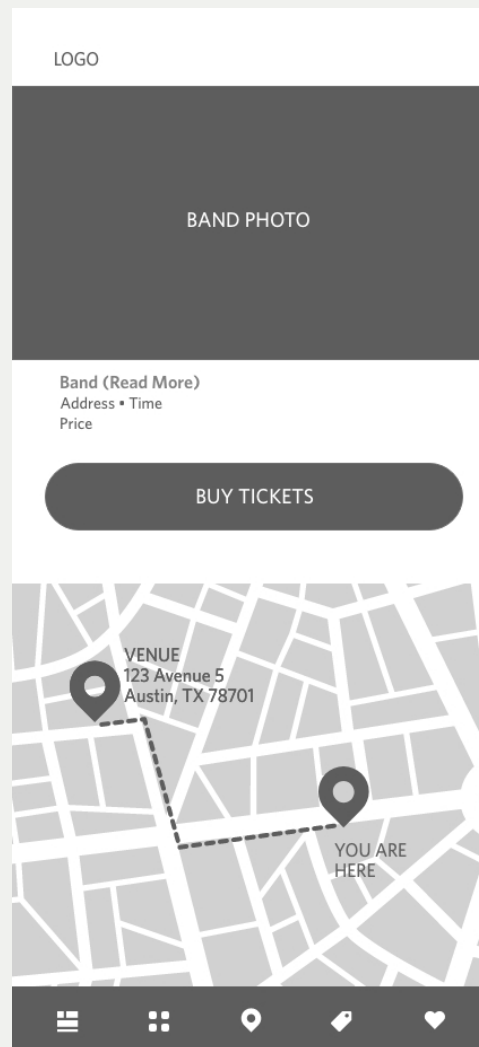 LOGO
BAND PHOTO
Band (Read More)
Address ▪ Time
Price
BUY TICKETS
VENUE
123 Avenue 5
Austin, TX 78701
YOU ARE
HERE